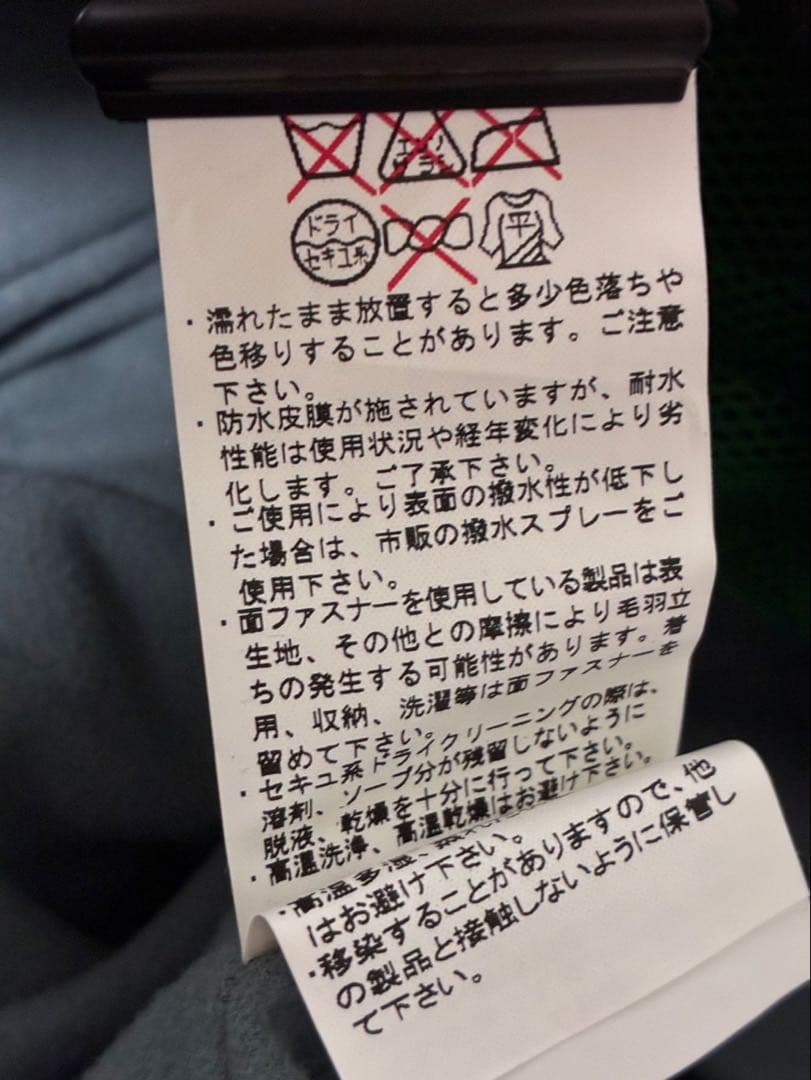 エンソ
サラシ
ドライ
セキユ系
平
・濡れたまま放置すると多少色落ちや
色移りすることがあります。ご注意
下さい。
・防水皮膜が施されていますが、耐水
性能は使用状況や経年変化により劣
化します。ご了承下さい。
・ご使用により表面の撥水性が低下し
た場合は、市販の撥水スプレーをご
使用下さい。
・面ファスナーを使用している製品は表
生地、その他との摩擦により毛羽立
ちの発生する可能性があります。着
用、収納、洗濯等は面ファスナーを
留めて下さい。
・セキユ系ドライクリーニングの際は、
溶剤、ソープ分が残留しないように
脱液、乾燥を十分に行って下さい。
・高温洗浄、高温乾燥はお避け下さい。
・高温多湿、
はお避け下さい。
・移染することがありますので、他
の製品と接触しないように保管し
て下さい。